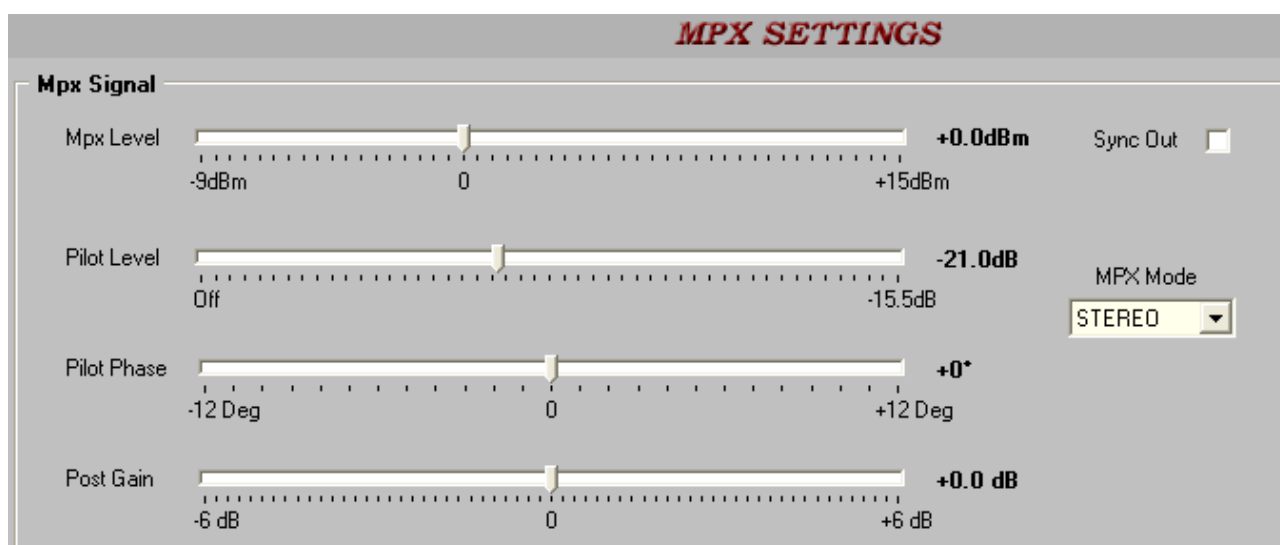 MPX SETTINGS
Mpx Signal
Mpx Level +0.0dBm Sync Out
-9dBm 0 +15dBm
Pilot Level -21.0dB
Off -15.5dB
MPX Mode
STEREO
Pilot Phase +0°
-12 Deg 0 +12 Deg
Post Gain +0.0 dB
-6 dB 0 +6 dB